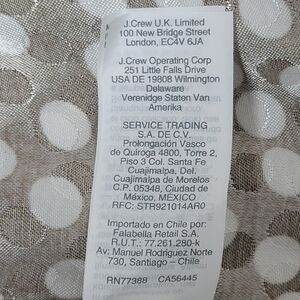 J.Crew U.K. Limited
100 New Bridge Street
London, EC4V 6JA
J.Crew Operating Corp
251 Little Falls Drive
USA DE 19808 Wilmington
Delaware
Verenidge Staten Van
Amerika
SERVICE TRADING
S.A. DE C.V.
Prolongación Vasco
de Quiroga 4800, Torre 2,
Piso 3 Col. Santa Fe
Cuajimalpa, Del.
Cuajimalpa de Morelos
C.P. 05348, Ciudad de
México, MÉXICO
RFC: STR921014AR0
Importado en Chile por:
Falabella Retail S.A.
R.U.T.: 77.261.280-k
Av: Manuel Rodriguez Norte
730, Santiago - Chile
RN77388 CA56445